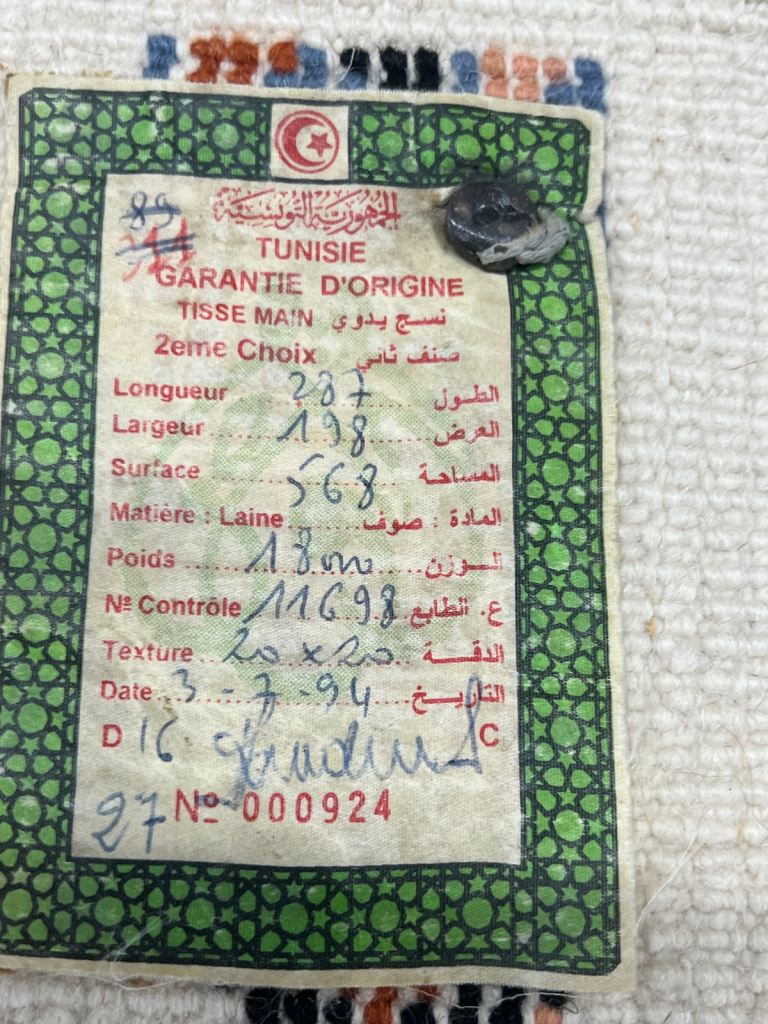 89
الجمهورية التونسية
TUNISIE
GARANTIE D'ORIGINE
TISSE MAIN نسج يدوي
2eme Choix صنف ثاني
Longueur 287 الطول
Largeur 198 العرض
Surface 568 المساحة
Matière : Laine المادة : صوف
Poids 18 الوزن
Nº Contrôle 11698 ع. الطابع
Texture 20 x 20 الدقة
Date 3-7-94 التاريخ
D 16 C
27 Nº 000924